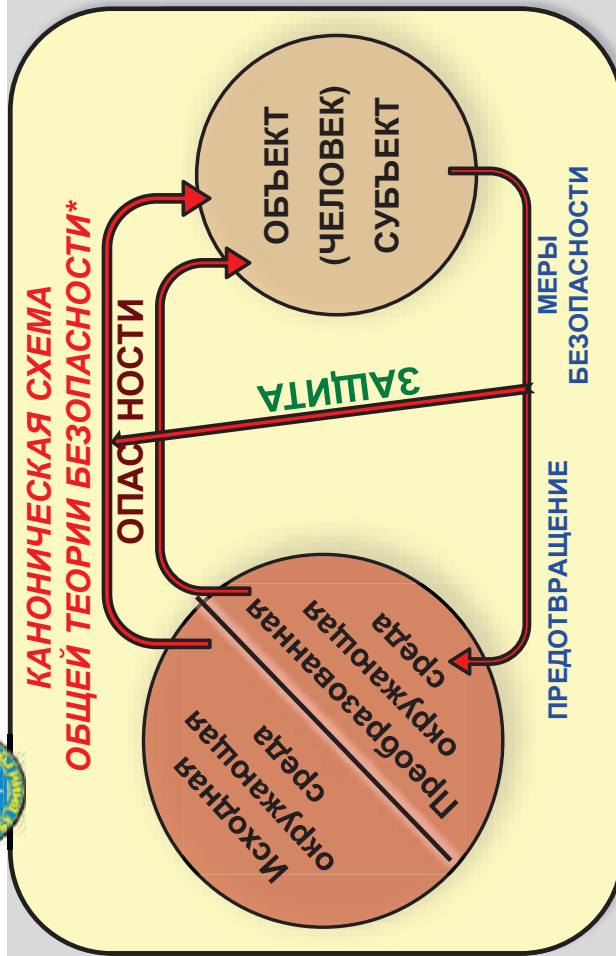 КАНОНИЧЕСКАЯ СХЕМА
ОБЩЕЙ ТЕОРИИ БЕЗОПАСНОСТИ*
ОПАСНОСТИ
Исходная
окружающая
среда
Преобразованная
окружающая
среда
ЗАЩИТА
ОБЪЕКТ
(ЧЕЛОВЕК)
СУБЪЕКТ
ПРЕДОТВРАЩЕНИЕ
МЕРЫ
БЕЗОПАСНОСТИ